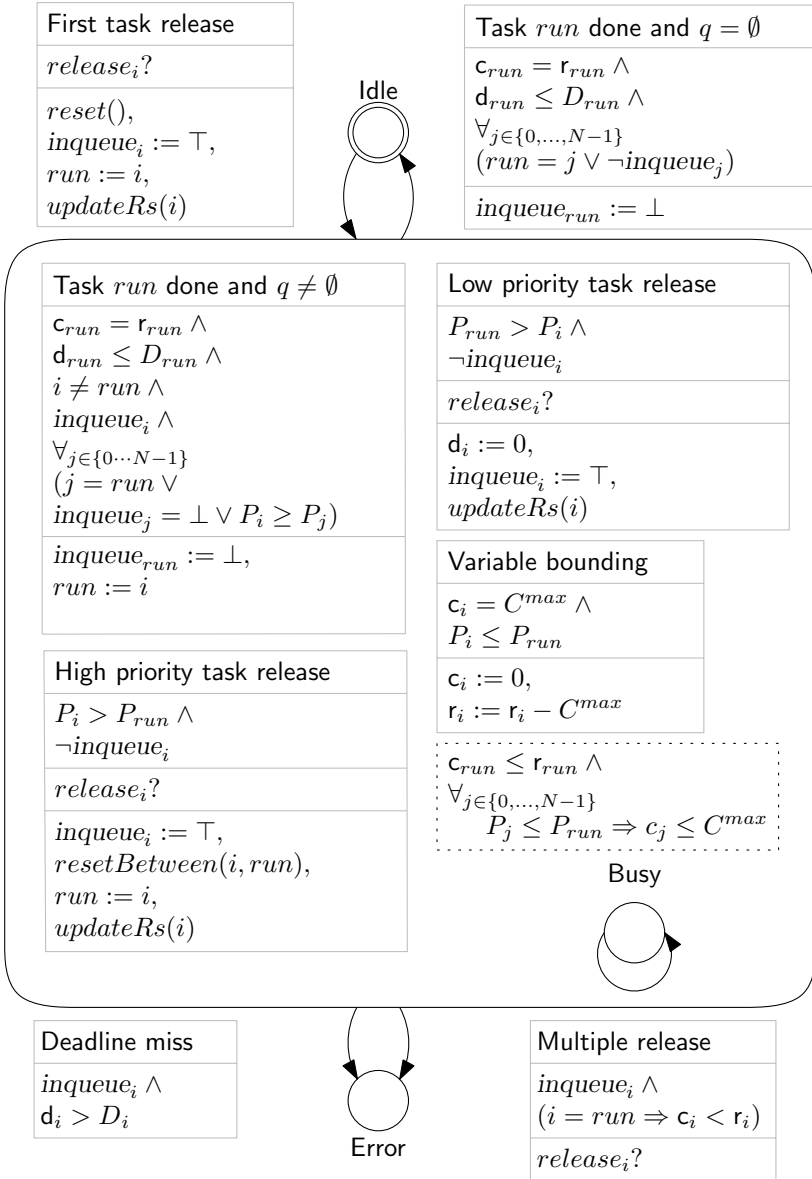 First task release
release_i?
reset(),
inqueue_i := ⊤,
run := i,
updateRs(i)
Idle
Task run done and q = ∅
c_run = r_run ∧
d_run ≤ D_run ∧
∀_{j∈{0,...,N−1}}
(run = j ∨ ¬inqueue_j)
inqueue_run := ⊥
Task run done and q ≠ ∅
c_run = r_run ∧
d_run ≤ D_run ∧
i ≠ run ∧
inqueue_i ∧
∀_{j∈{0···N−1}}
(j = run ∨
inqueue_j = ⊥ ∨ P_i ≥ P_j)
inqueue_run := ⊥,
run := i
Low priority task release
P_run > P_i ∧
¬inqueue_i
release_i?
d_i := 0,
inqueue_i := ⊤,
updateRs(i)
Variable bounding
c_i = C^max ∧
P_i ≤ P_run
c_i := 0,
r_i := r_i − C^max
High priority task release
P_i > P_run ∧
¬inqueue_i
release_i?
inqueue_i := ⊤,
resetBetween(i, run),
run := i,
updateRs(i)
c_run ≤ r_run ∧
∀_{j∈{0,...,N−1}}
P_j ≤ P_run ⇒ c_j ≤ C^max
Busy
Deadline miss
inqueue_i ∧
d_i > D_i
Error
Multiple release
inqueue_i ∧
(i = run ⇒ c_i < r_i)
release_i?